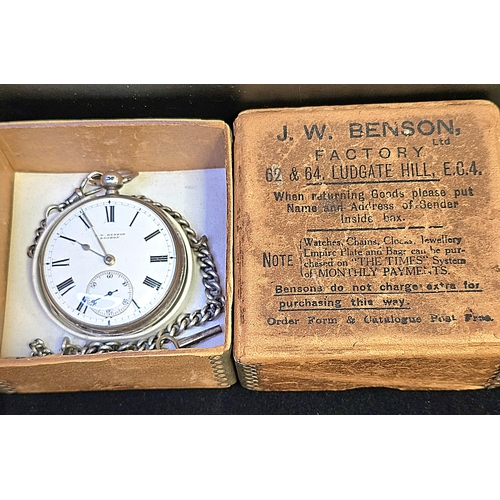 J. W. BENSON,
Ltd
FACTORY
62 & 64, LUDGATE HILL, E.C.4.
When returning Goods please put
Name and Address of Sender
inside box.
NOTE
Watches, Chains, Clocks, Jewellery
Empire Plate and Bags can be pur-
chased on "THE TIMES" System
of MONTHLY PAYMENTS.
Bensons do not charge extra for
purchasing this way.
Order Form & Catalogue Post Free.
J. W. BENSON
LONDON